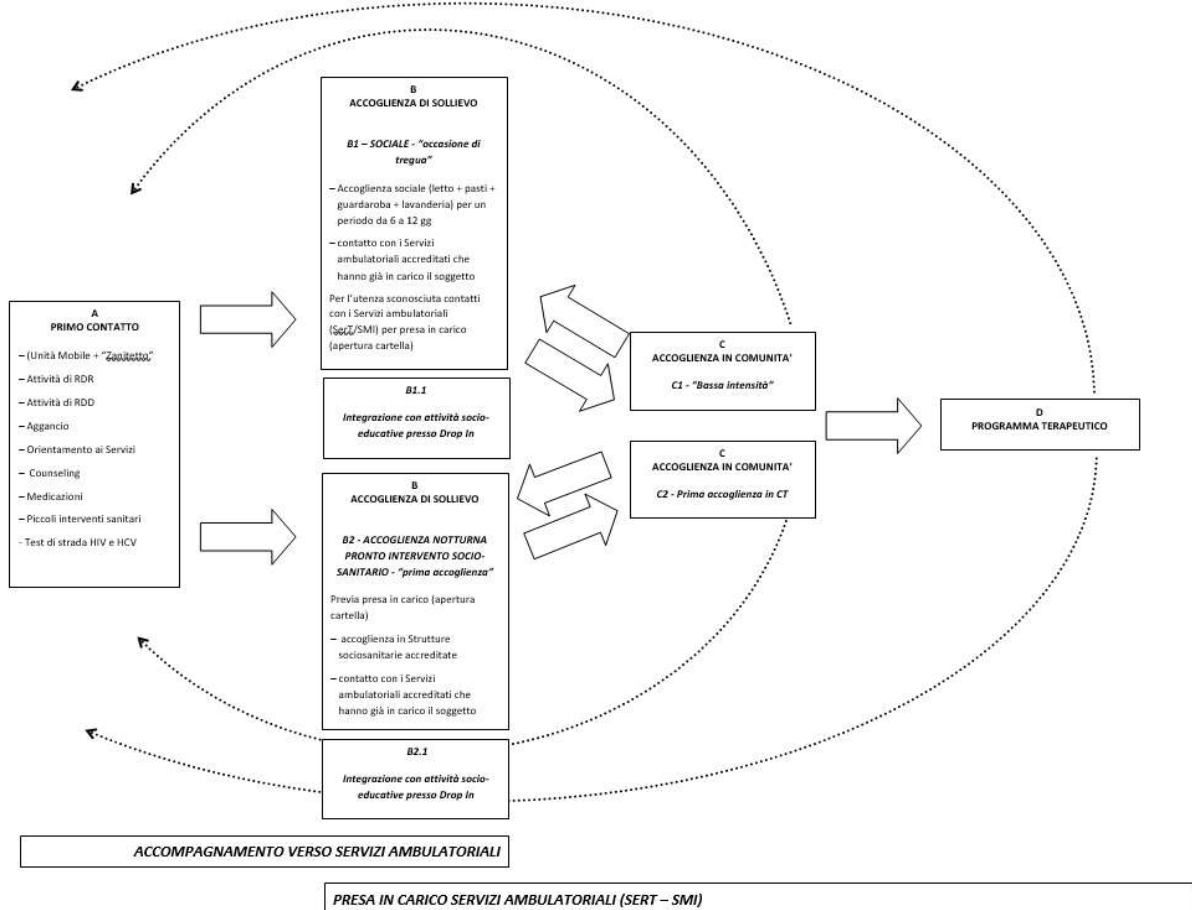 A
PRIMO CONTATTO
– (Unità Mobile + "Zanitetto"
– Attività di RDR
– Attività di RDD
– Aggancio
– Orientamento ai Servizi
– Counseling
– Medicazioni
– Piccoli interventi sanitari
- Test di strada HIV e HCV
B
ACCOGLIENZA DI SOLLIEVO
B1 – SOCIALE - "occasione di
tregua"
– Accoglienza sociale (letto + pasti +
guardaroba + lavanderia) per un
periodo da 6 a 12 gg
– contatto con i Servizi
ambulatoriali accreditati che
hanno già in carico il soggetto
Per l'utenza sconosciuta contatti
con i Servizi ambulatoriali
(SerT/SMI) per presa in carico
(apertura cartella)
B1.1
Integrazione con attività socio-
educative presso Drop In
B
ACCOGLIENZA DI SOLLIEVO
B2 - ACCOGLIENZA NOTTURNA
PRONTO INTERVENTO SOCIO-
SANITARIO - "prima accoglienza"
Previa presa in carico (apertura
cartella)
– accoglienza in Strutture
sociosanitarie accreditate
– contatto con i Servizi
ambulatoriali accreditati che
hanno già in carico il soggetto
B2.1
Integrazione con attività socio-
educative presso Drop In
C
ACCOGLIENZA IN COMUNITA'
C1 - "Bassa intensità"
C
ACCOGLIENZA IN COMUNITA'
C2 - Prima accoglienza in CT
D
PROGRAMMA TERAPEUTICO
ACCOMPAGNAMENTO VERSO SERVIZI AMBULATORIALI
PRESA IN CARICO SERVIZI AMBULATORIALI (SERT – SMI)